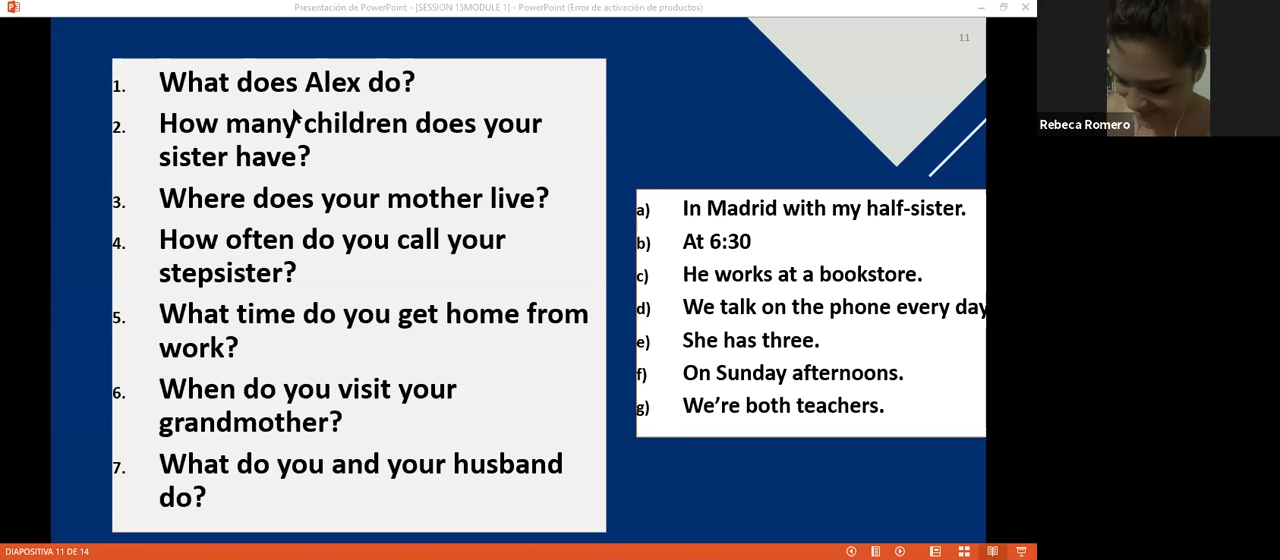 Presentación de PowerPoint - [SESSION 15MODULE 1] - PowerPoint (Error de activación de productos)
11
1. What does Alex do?
2. How many children does your
sister have?
3. Where does your mother live?
4. How often do you call your
stepsister?
5. What time do you get home from
work?
6. When do you visit your
grandmother?
7. What do you and your husband
do?
a) In Madrid with my half-sister.
b) At 6:30
c) He works at a bookstore.
d) We talk on the phone every day
e) She has three.
f) On Sunday afternoons.
g) We’re both teachers.
Rebeca Romero
DIAPOSITIVA 11 DE 14